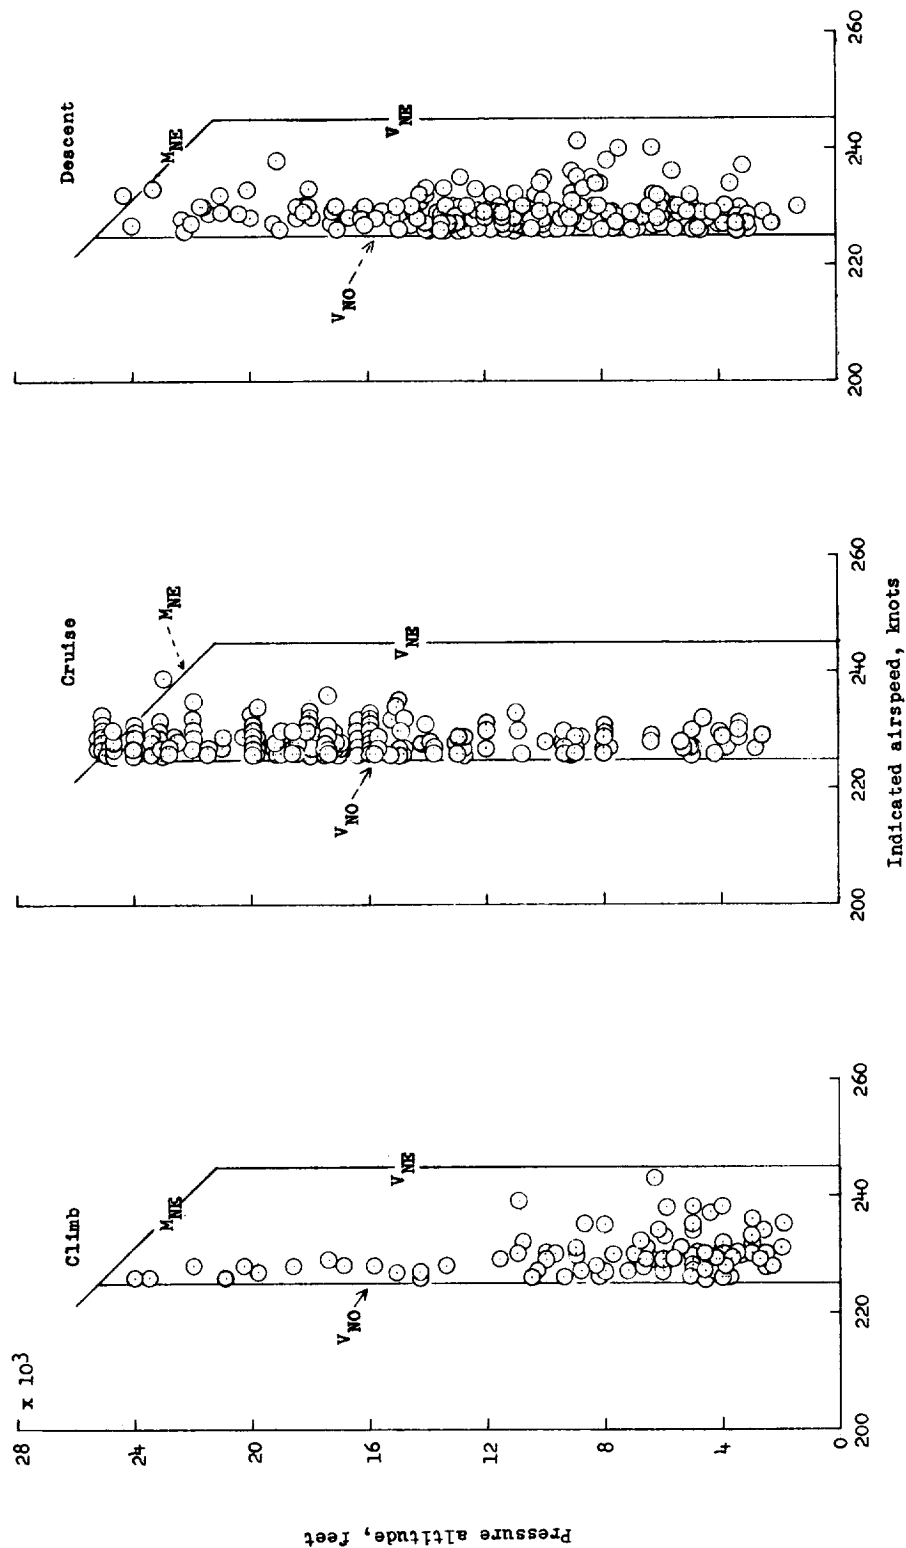 Climb
Cruise
Descent
28 x 10³
24
20
16
12
8
4
0
Pressure altitude, feet
M_NE
V_NE
V_NO
200
220
240
260
M_NE
V_NE
V_NO
200
220
240
260
M_NE
V_NE
V_NO
200
220
240
260
Indicated airspeed, knots